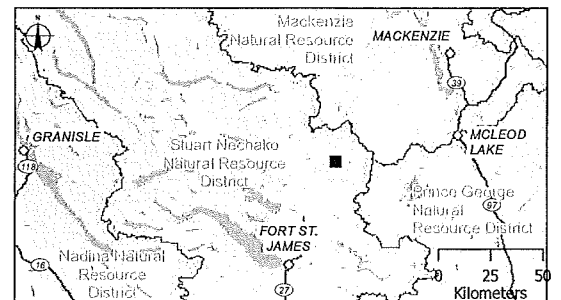 N
Mackenzie
Natural Resource
District
MACKENZIE
39
GRANISLE
118
Stuart Nechako
Natural Resource
District
MCLEOD
LAKE
Prince George
Natural
Resource District
97
FORT ST.
JAMES
Nadina Natural
Resource
District
16
27
0 25 50
Kilometers